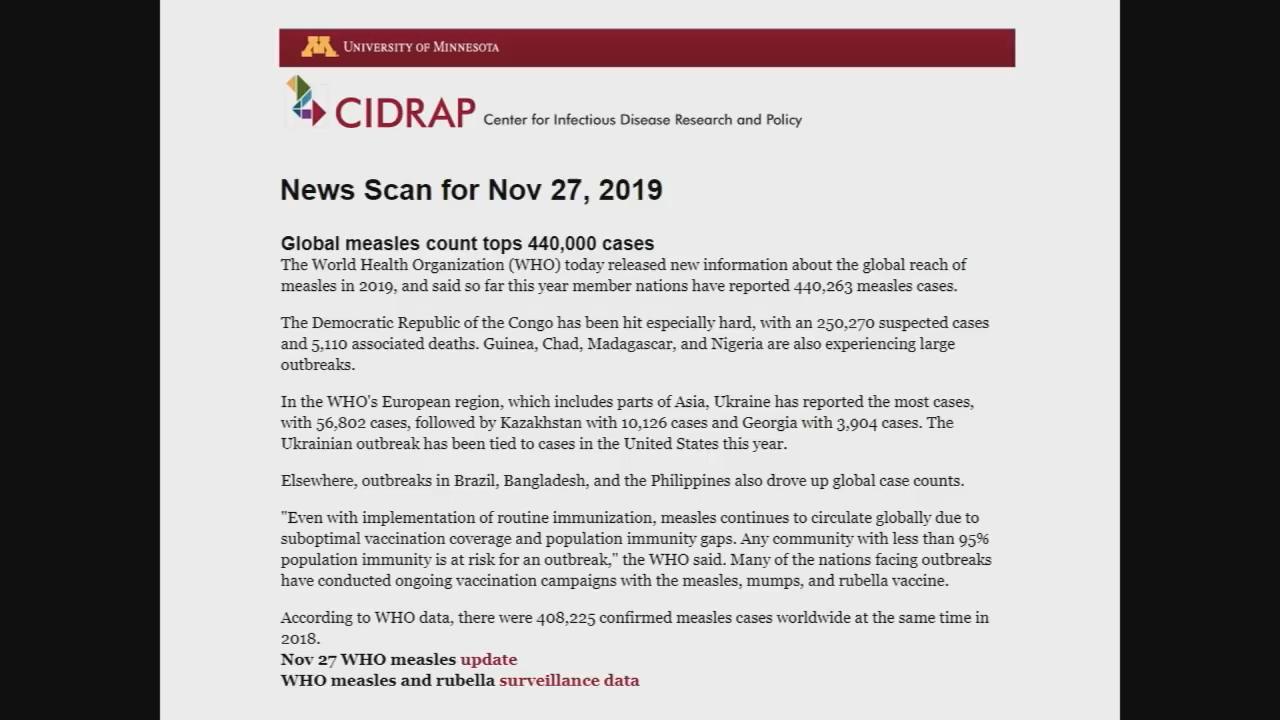 UNIVERSITY OF MINNESOTA
CIDRAP Center for Infectious Disease Research and Policy
News Scan for Nov 27, 2019
Global measles count tops 440,000 cases
The World Health Organization (WHO) today released new information about the global reach of
measles in 2019, and said so far this year member nations have reported 440,263 measles cases.
The Democratic Republic of the Congo has been hit especially hard, with an 250,270 suspected cases
and 5,110 associated deaths. Guinea, Chad, Madagascar, and Nigeria are also experiencing large
outbreaks.
In the WHO's European region, which includes parts of Asia, Ukraine has reported the most cases,
with 56,802 cases, followed by Kazakhstan with 10,126 cases and Georgia with 3,904 cases. The
Ukrainian outbreak has been tied to cases in the United States this year.
Elsewhere, outbreaks in Brazil, Bangladesh, and the Philippines also drove up global case counts.
"Even with implementation of routine immunization, measles continues to circulate globally due to
suboptimal vaccination coverage and population immunity gaps. Any community with less than 95%
population immunity is at risk for an outbreak," the WHO said. Many of the nations facing outbreaks
have conducted ongoing vaccination campaigns with the measles, mumps, and rubella vaccine.
According to WHO data, there were 408,225 confirmed measles cases worldwide at the same time in
2018.
Nov 27 WHO measles update
WHO measles and rubella surveillance data